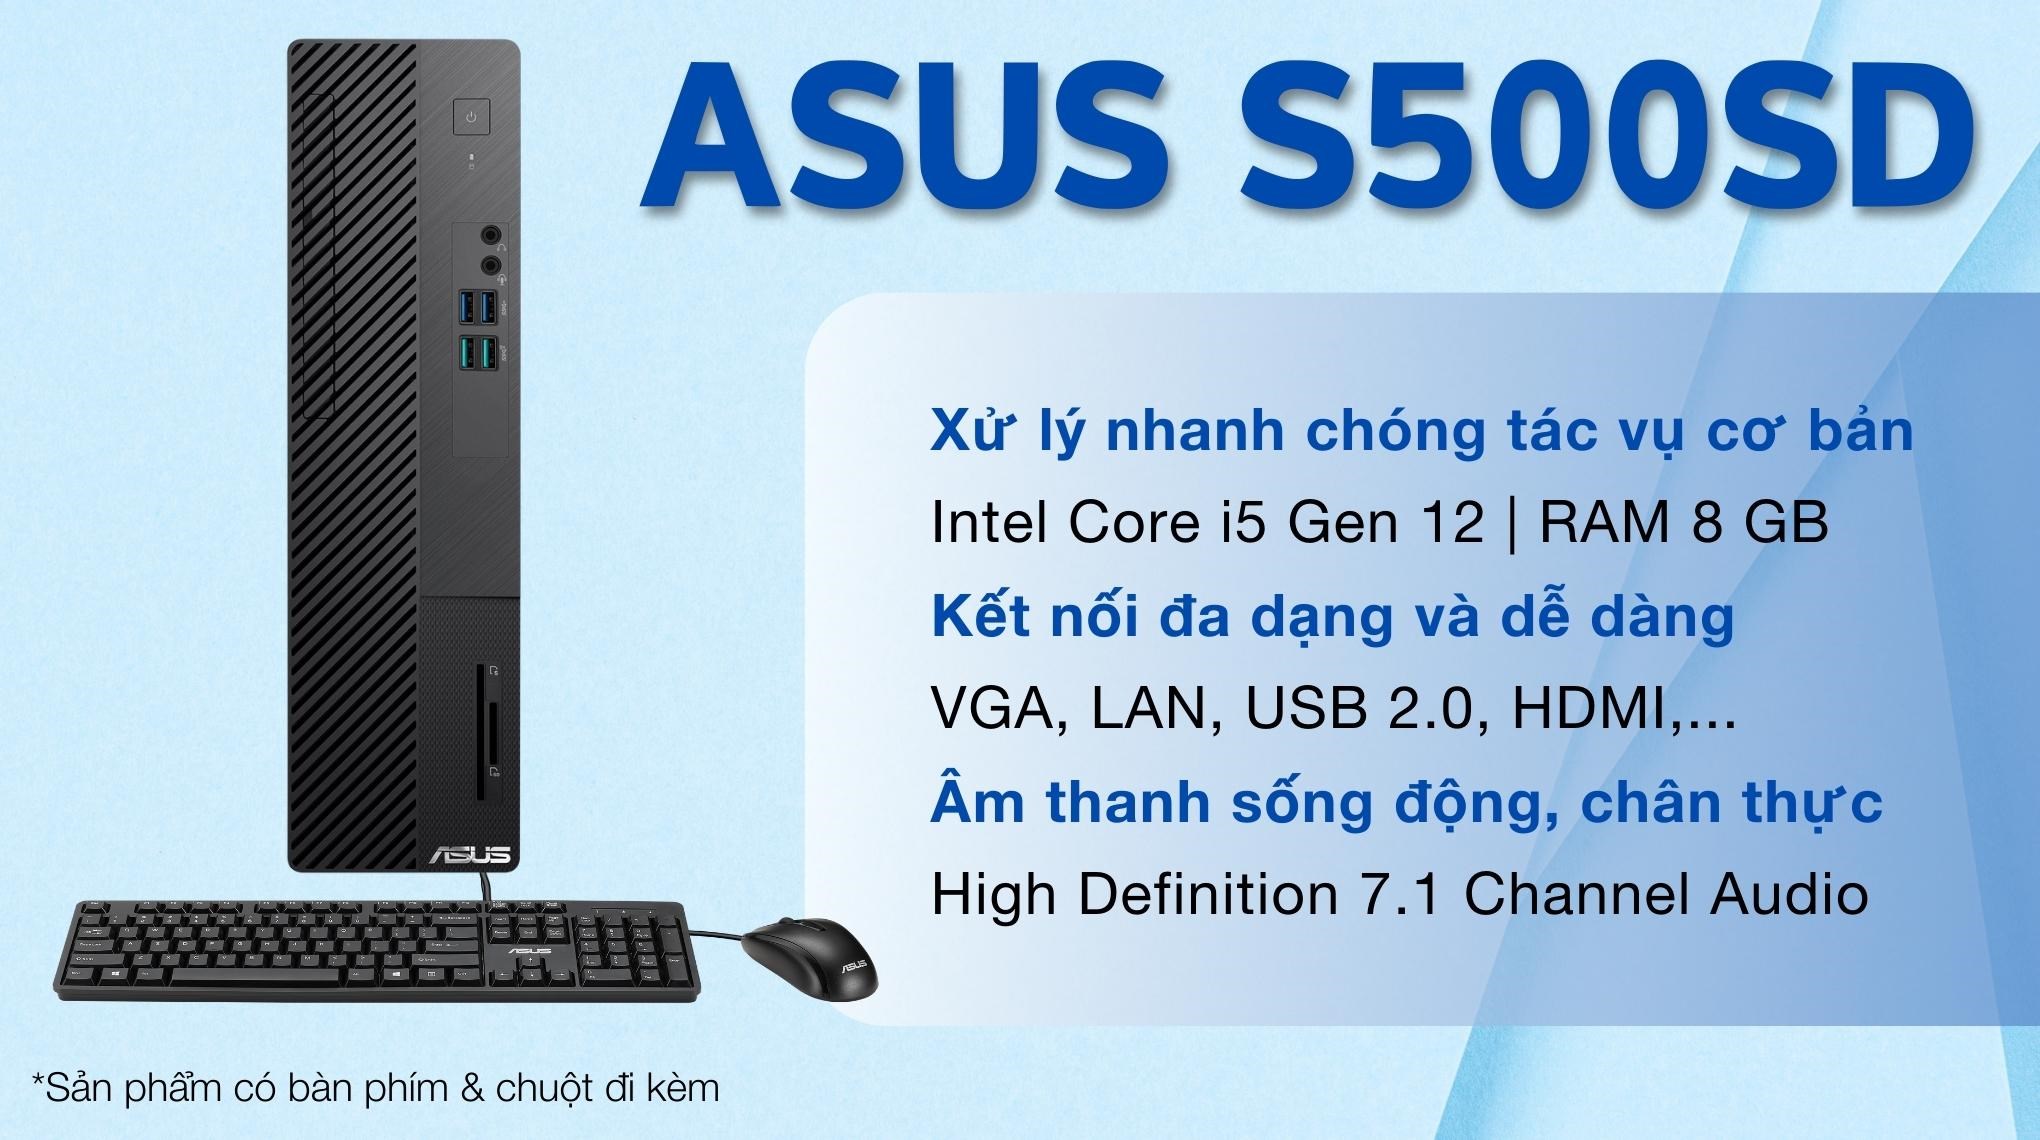 ASUS S500SD
Xử lý nhanh chóng tác vụ cơ bản
Intel Core i5 Gen 12 | RAM 8 GB
Kết nối đa dạng và dễ dàng
VGA, LAN, USB 2.0, HDMI,...
Âm thanh sống động, chân thực
High Definition 7.1 Channel Audio
ASUS
ASUS
ASUS
*Sản phẩm có bàn phím & chuột đi kèm